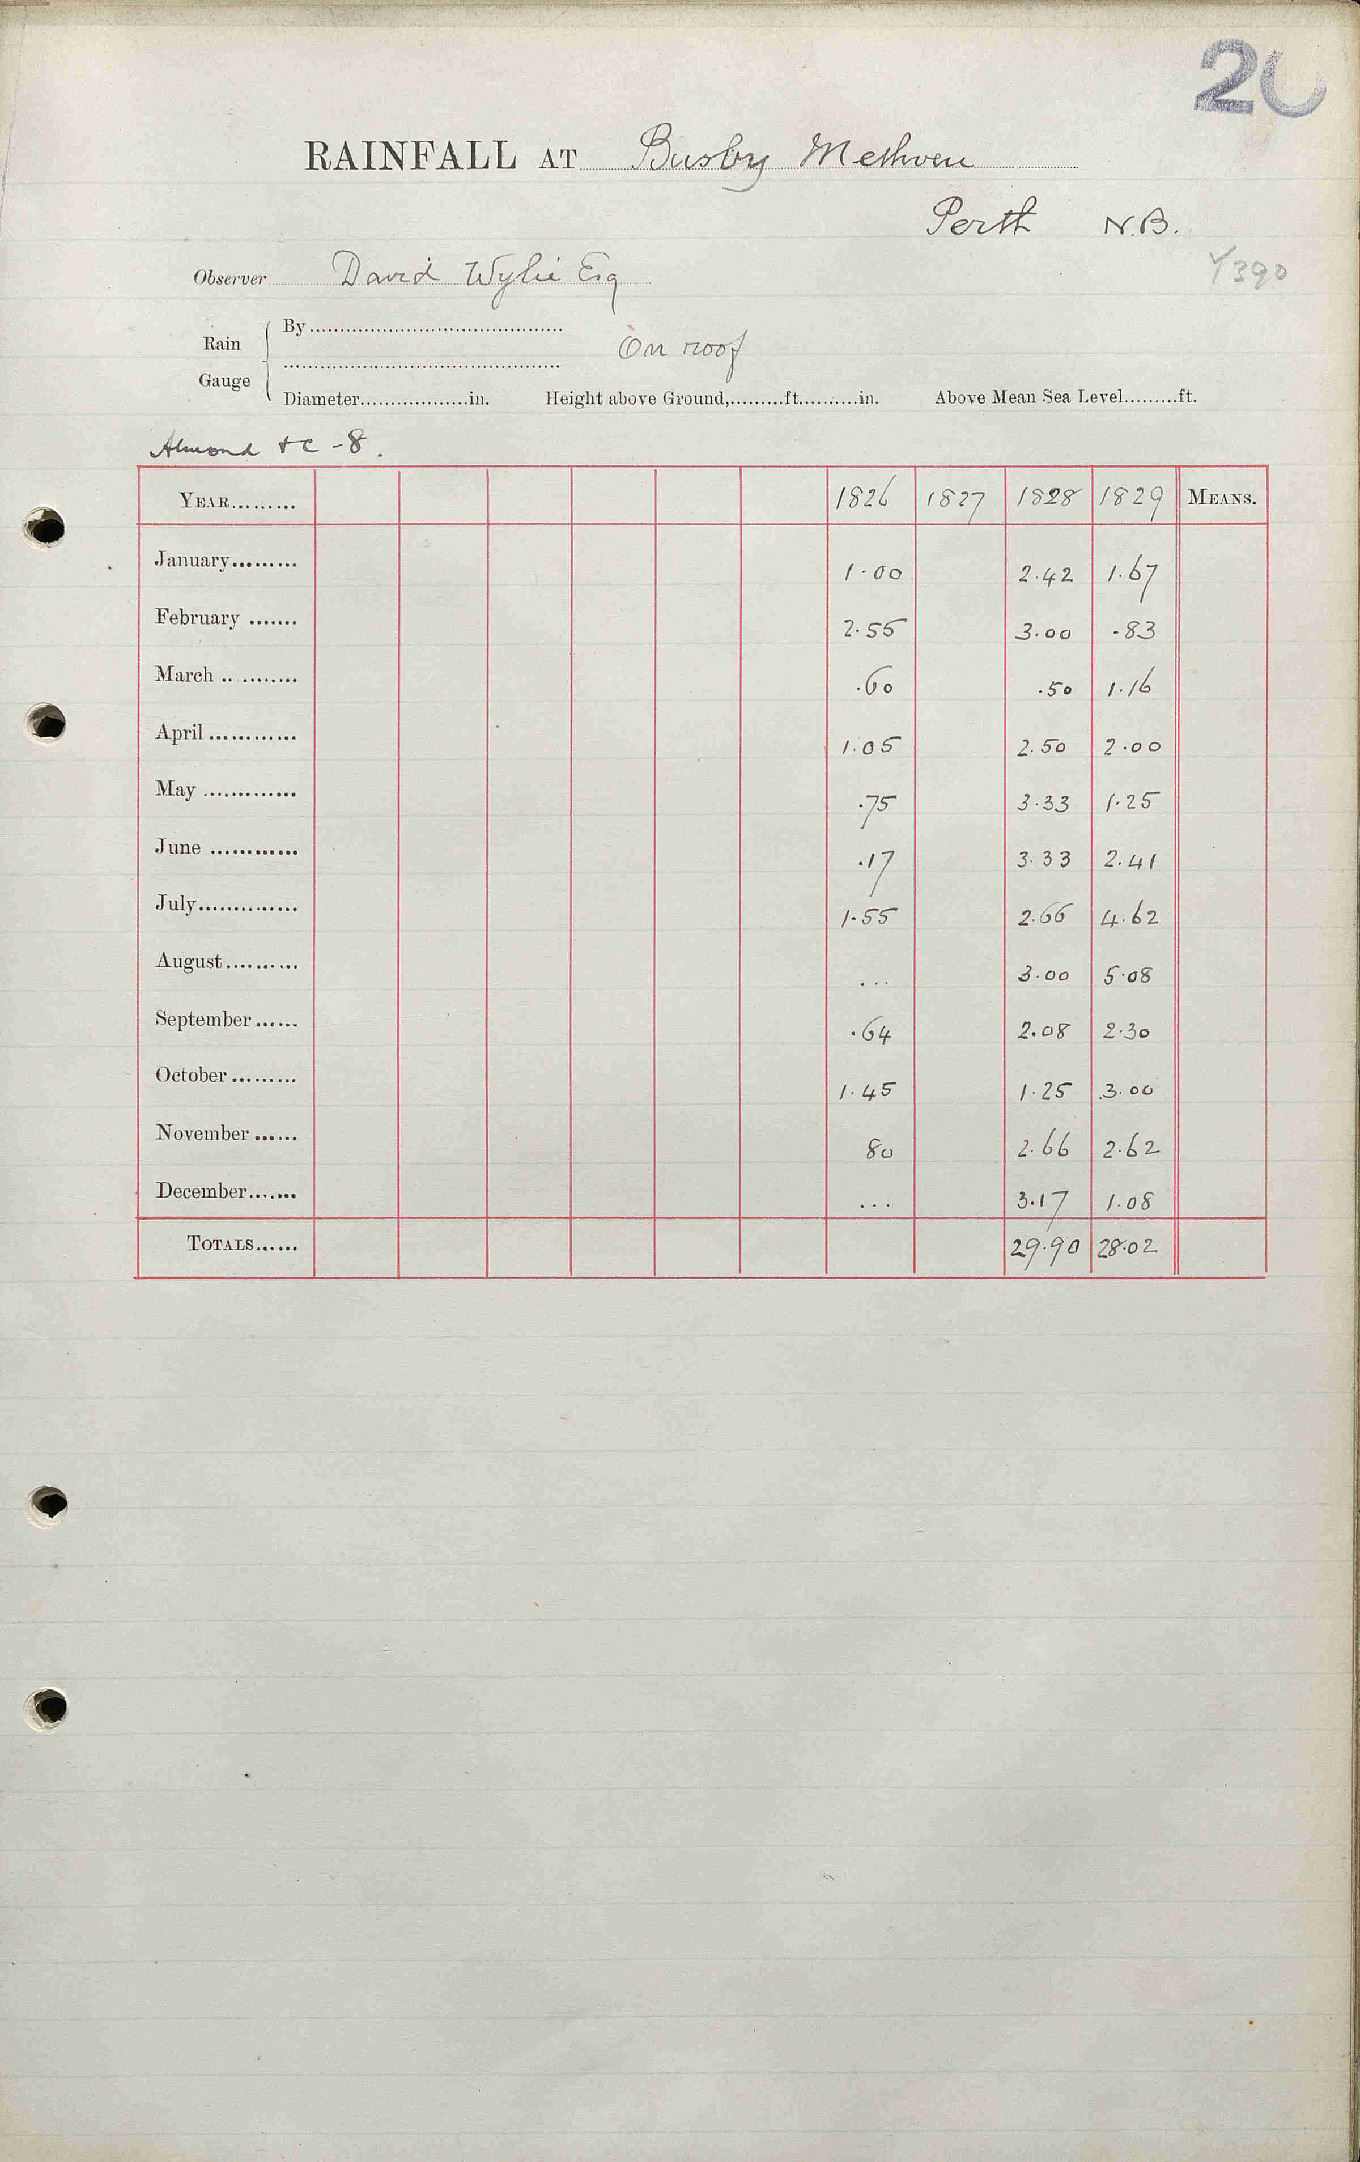 20
RAINFALL AT Busby Methven
Perth N.B.
Observer David Wylie Esq
Y390
Rain Gauge
By
On roof
Diameter in. Height above Ground, ft. in. Above Mean Sea Level ft.
Almond &c - 8.
YEAR 1826 1827 1828 1829 MEANS.
January 1.00 2.42 1.67
February 2.55 3.00 .83
March .60 .50 1.16
April 1.05 2.50 2.00
May .75 3.33 1.25
June .17 3.33 2.41
July 1.55 2.66 4.62
August ... 3.00 5.08
September .64 2.08 2.30
October 1.45 1.25 3.00
November 80 2.66 2.62
December ... 3.17 1.08
TOTALS 29.90 28.02